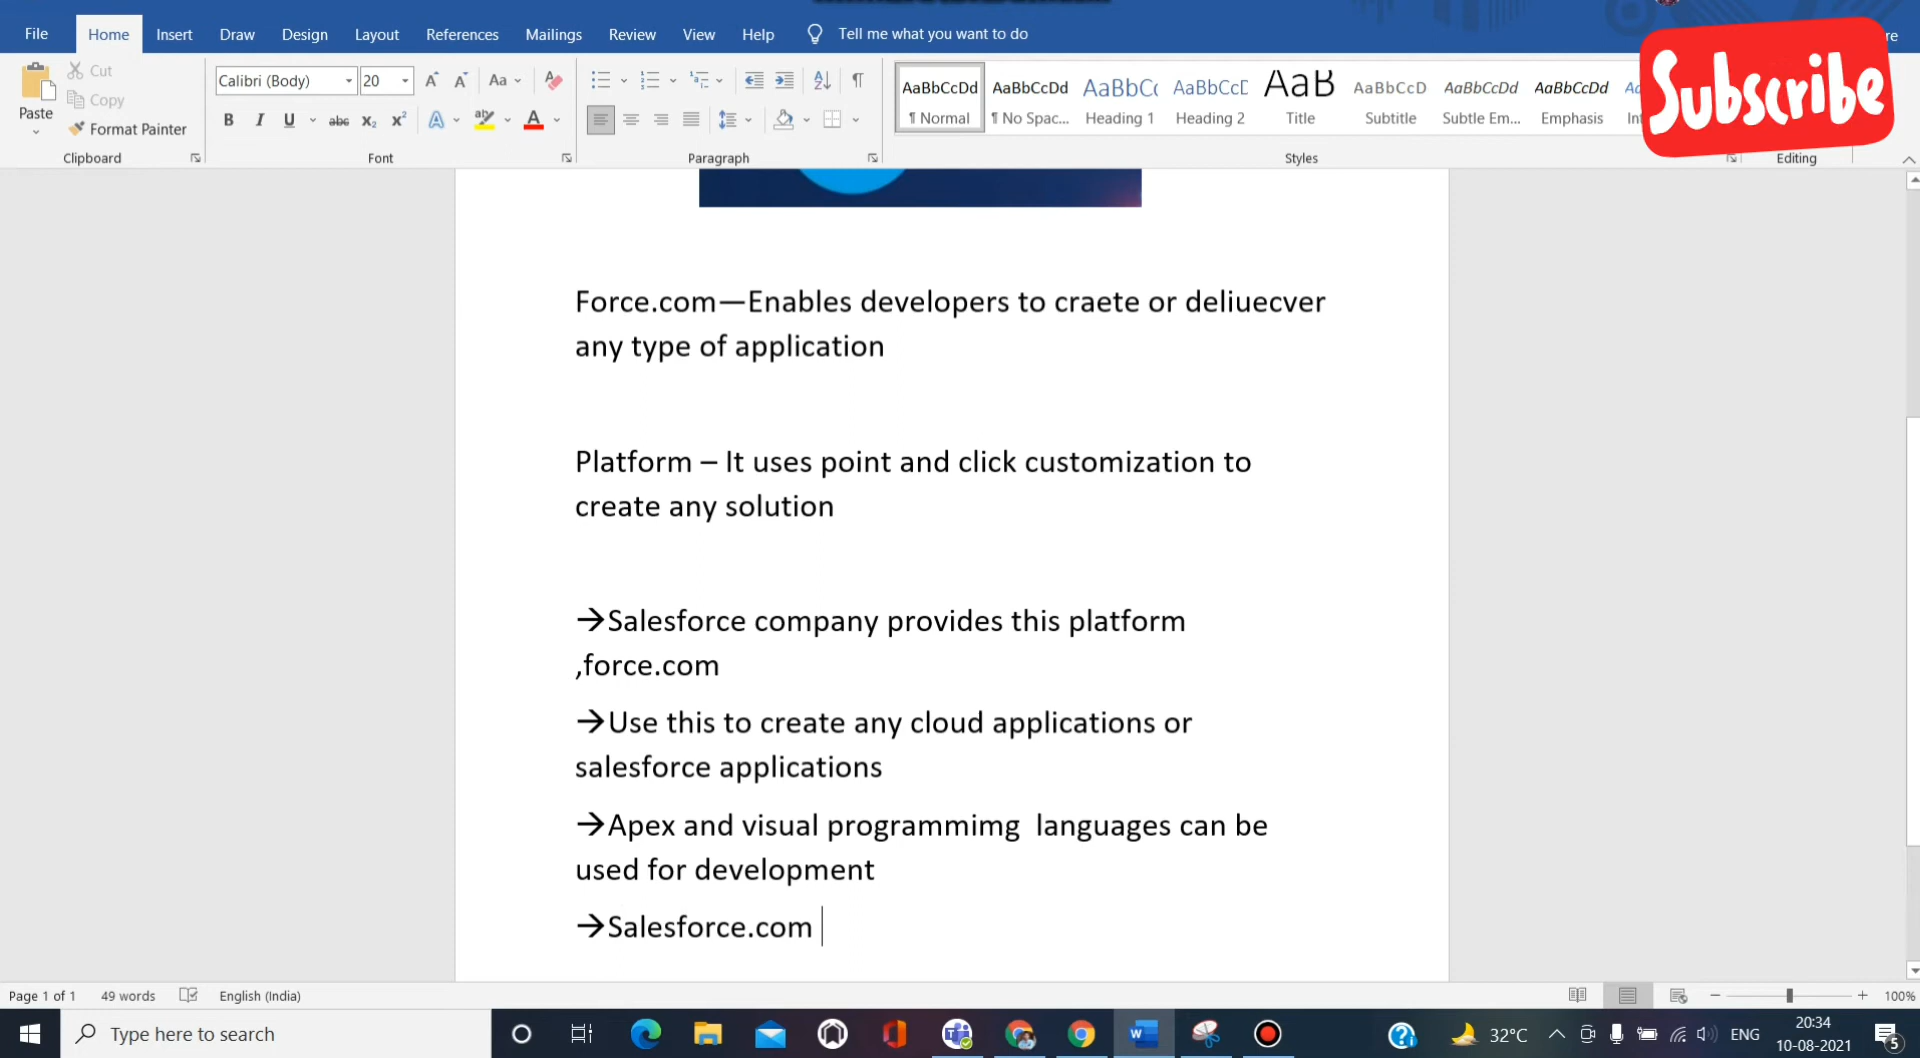 File Home Insert Draw Design Layout References Mailings Review View Help Tell me what you want to do
Subscribe
Paste
Cut
Copy
Format Painter
Clipboard
Calibri (Body) 20
Font
Paragraph
AaBbCcDd AaBbCcDd AaBbCc AaBbCcE AaB AaBbCcD AaBbCcDd AaBbCcDd
¶ Normal ¶ No Spac... Heading 1 Heading 2 Title Subtitle Subtle Em... Emphasis
Styles
Editing
Force.com—Enables developers to craete or deliuecver
any type of application
Platform – It uses point and click customization to
create any solution
→Salesforce company provides this platform
,force.com
→Use this to create any cloud applications or
salesforce applications
→Apex and visual programmimg  languages can be
used for development
→Salesforce.com
Page 1 of 1 49 words English (India) 100%
Type here to search
32°C ENG 20:34
10-08-2021
5